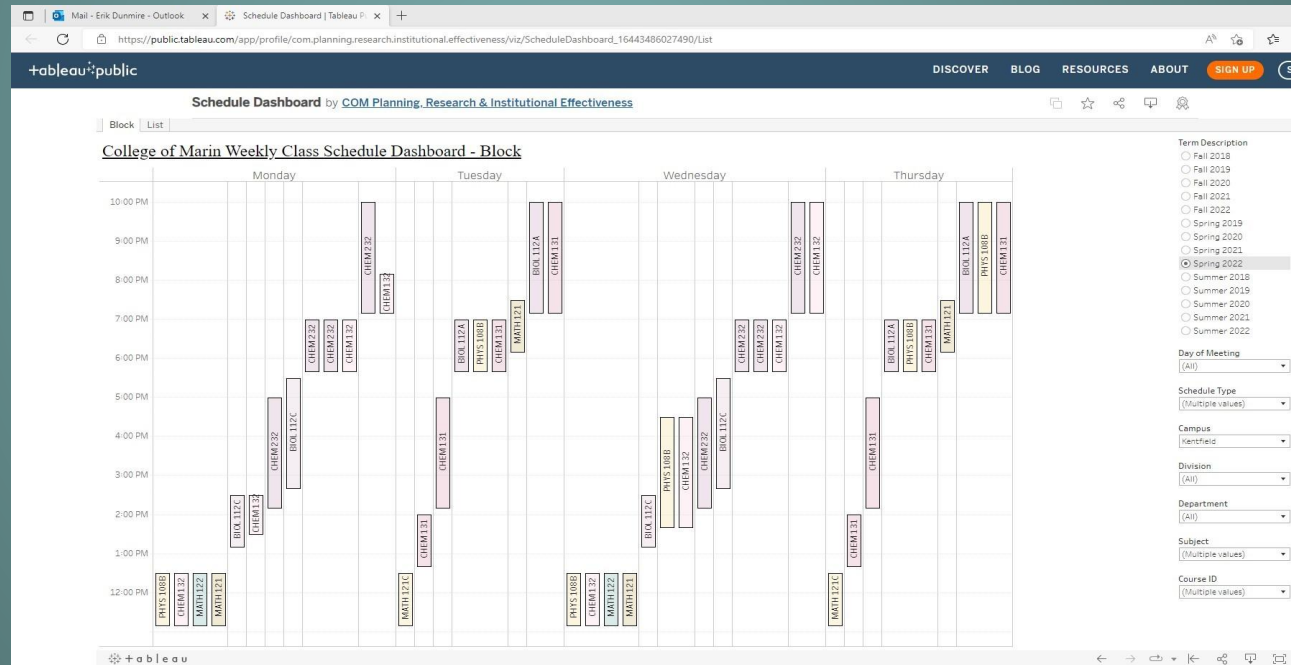 Mail - Erik Dunmire - Outlook
Schedule Dashboard | Tableau P
https://public.tableau.com/app/profile/com.planning.research.institutional.effectiveness/viz/ScheduleDashboard_16443486027490/List
+ableau public
DISCOVER BLOG RESOURCES ABOUT SIGN UP S
Schedule Dashboard by COM Planning, Research & Institutional Effectiveness
Block List
College of Marin Weekly Class Schedule Dashboard - Block
Monday Tuesday Wednesday Thursday
10:00 PM
9:00 PM
8:00 PM
7:00 PM
6:00 PM
5:00 PM
4:00 PM
3:00 PM
2:00 PM
1:00 PM
12:00 PM
PHYS 108B
CHEM 132
MATH 122
MATH 121
BIOL 112C
CHEM 132
CHEM 232
BIOL 112C
CHEM 232
CHEM 232
CHEM 132
CHEM 232
CHEM 132
MATH 121C
CHEM 131
CHEM 131
BIOL 112A
PHYS 108B
CHEM 131
MATH 121
BIOL 112A
CHEM 131
PHYS 108B
CHEM 132
MATH 122
MATH 121
BIOL 112C
PHYS 108B
CHEM 132
CHEM 232
BIOL 112C
CHEM 232
CHEM 232
CHEM 132
CHEM 232
CHEM 132
MATH 121C
CHEM 131
CHEM 131
BIOL 112A
PHYS 108B
CHEM 131
MATH 121
BIOL 112A
PHYS 108B
CHEM 131
Term Description
Fall 2018
Fall 2019
Fall 2020
Fall 2021
Fall 2022
Spring 2019
Spring 2020
Spring 2021
Spring 2022
Summer 2018
Summer 2019
Summer 2020
Summer 2021
Summer 2022
Day of Meeting
(All)
Schedule Type
(Multiple values)
Campus
Kentfield
Division
(All)
Department
(All)
Subject
(Multiple values)
Course ID
(Multiple values)
+ableau